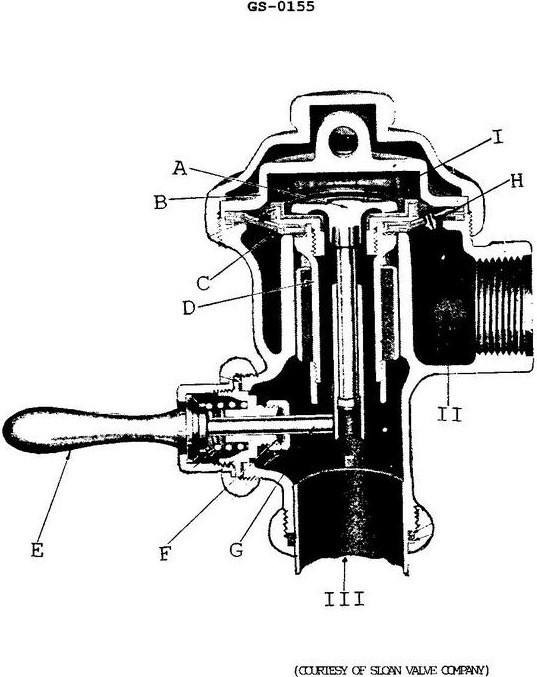 GS-0155
I
A
H
B
C
D
II
E
F
G
III
(COURTESY OF SLOAN VALVE COMPANY)